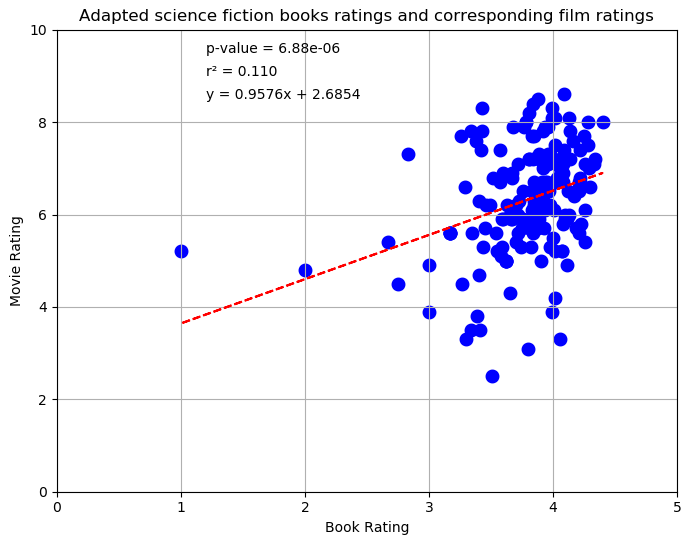 Adapted science fiction books ratings and corresponding film ratings
p-value = 6.88e-06
r² = 0.110
y = 0.9576x + 2.6854
10
8
6
4
2
0
Movie Rating
0 1 2 3 4 5
Book Rating